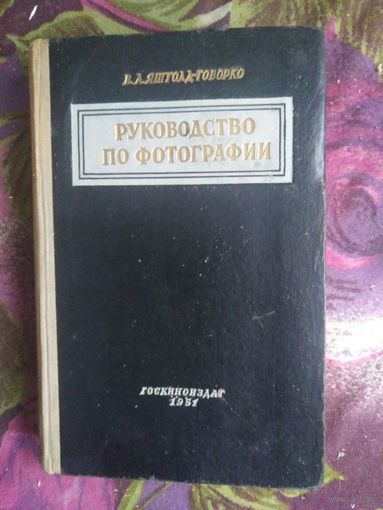 В.А.ЯШТОЛД-ГОВОРКО
РУКОВОДСТВО
ПО ФОТОГРАФИИ
ГОСКИНОИЗДАТ
1951